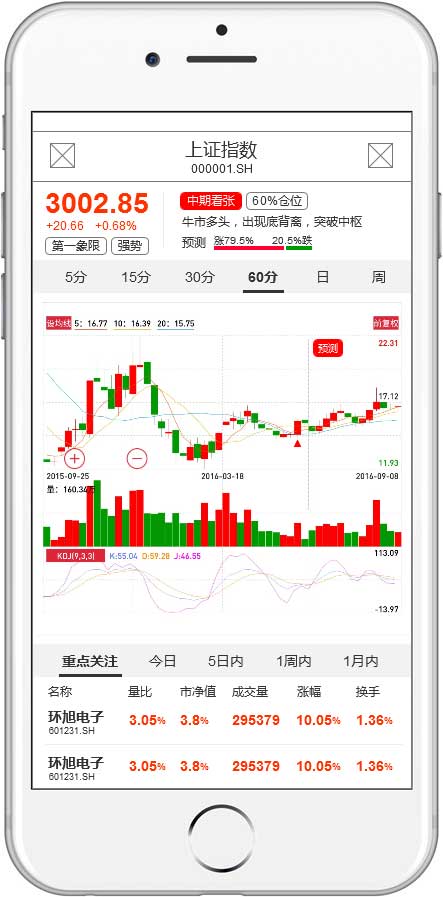 上证指数
000001.SH
3002.85
+20.66 +0.68%
第一象限 强势
中期看张 60%仓位
牛市多头，出现底背离，突破中枢
预测 涨79.5% 20.5%跌
5分 15分 30分 60分 日 周
设均线 5: 16.77 10: 16.39 20: 15.75 前复权
预测
22.31
17.12
11.93
2015-09-25 2016-03-18 2016-09-08
量: 160.34万
KDJ(9,3,3) K:55.04 D:59.28 J:46.55
113.09
-13.97
重点关注 今日 5日内 1周内 1月内
名称 量比 市净值 成交量 涨幅 换手
环旭电子 3.05% 3.8% 295379 10.05% 1.36%
601231.SH
环旭电子 3.05% 3.8% 295379 10.05% 1.36%
601231.SH